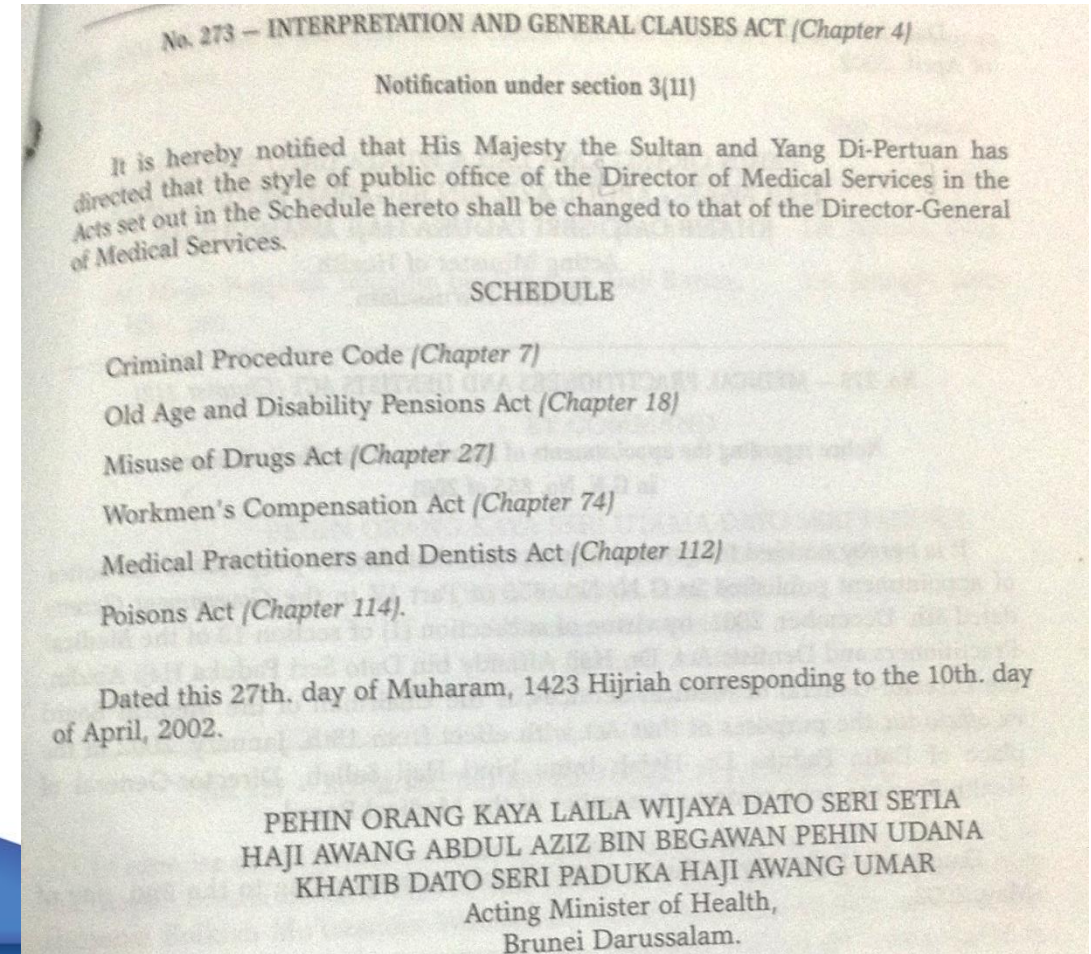 No. 273 — INTERPRETATION AND GENERAL CLAUSES ACT (Chapter 4)
Notification under section 3(11)
It is hereby notified that His Majesty the Sultan and Yang Di-Pertuan has
directed that the style of public office of the Director of Medical Services in the
Acts set out in the Schedule hereto shall be changed to that of the Director-General
of Medical Services.
SCHEDULE
Criminal Procedure Code (Chapter 7)
Old Age and Disability Pensions Act (Chapter 18)
Misuse of Drugs Act (Chapter 27)
Workmen's Compensation Act (Chapter 74)
Medical Practitioners and Dentists Act (Chapter 112)
Poisons Act (Chapter 114).
Dated this 27th. day of Muharam, 1423 Hijriah corresponding to the 10th. day
of April, 2002.
PEHIN ORANG KAYA LAILA WIJAYA DATO SERI SETIA
HAJI AWANG ABDUL AZIZ BIN BEGAWAN PEHIN UDANA
KHATIB DATO SERI PADUKA HAJI AWANG UMAR
Acting Minister of Health,
Brunei Darussalam.